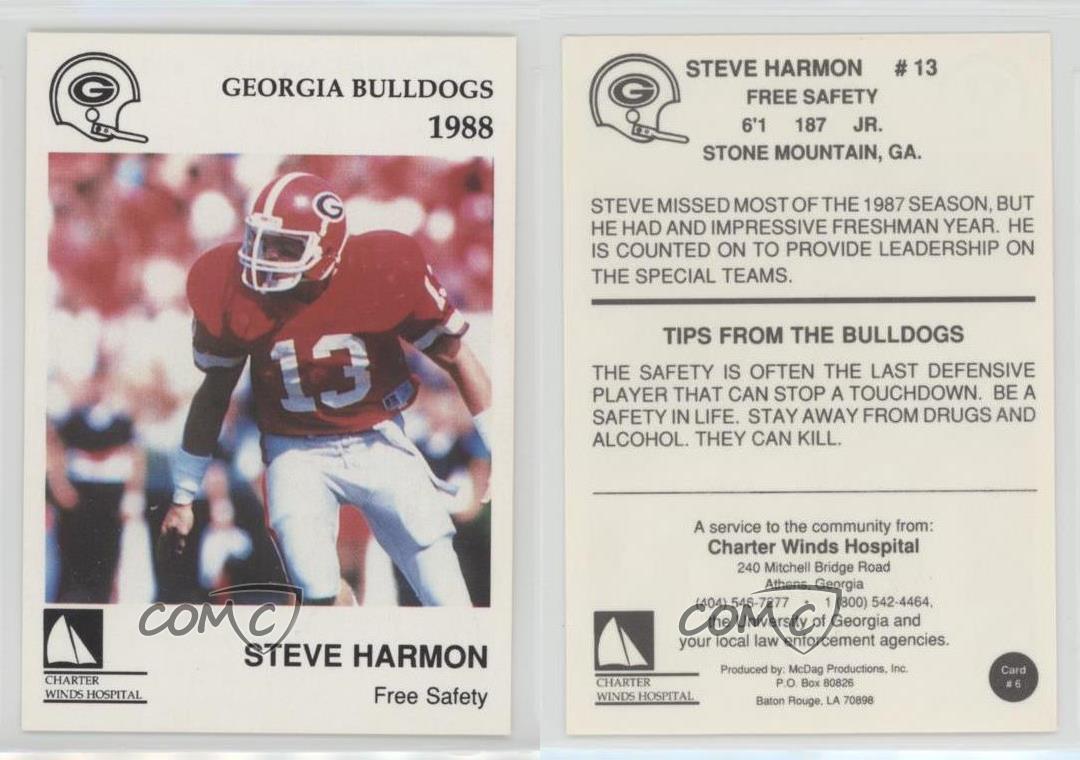 G
GEORGIA BULLDOGS
1988
G
13
13
COMC
CHARTER
WINDS HOSPITAL
STEVE HARMON
Free Safety
G
STEVE HARMON # 13
FREE SAFETY
6'1 187 JR.
STONE MOUNTAIN, GA.
STEVE MISSED MOST OF THE 1987 SEASON, BUT
HE HAD AND IMPRESSIVE FRESHMAN YEAR. HE
IS COUNTED ON TO PROVIDE LEADERSHIP ON
THE SPECIAL TEAMS.
TIPS FROM THE BULLDOGS
THE SAFETY IS OFTEN THE LAST DEFENSIVE
PLAYER THAT CAN STOP A TOUCHDOWN. BE A
SAFETY IN LIFE. STAY AWAY FROM DRUGS AND
ALCOHOL. THEY CAN KILL.
A service to the community from:
Charter Winds Hospital
240 Mitchell Bridge Road
Athens, Georgia
(404) 546-7277 1 (800) 542-4464,
the University of Georgia and
your local law enforcement agencies.
COMC
CHARTER
WINDS HOSPITAL
Produced by: McDag Productions, Inc.
P.O. Box 80826
Baton Rouge, LA 70898
Card
# 6